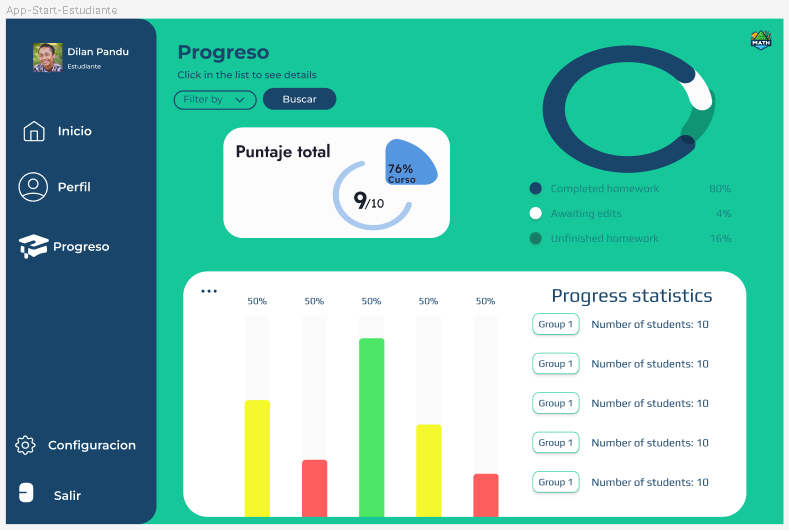 App-Start-Estudiante
Dilan Pandu
Estudiante
Inicio
Perfil
Progreso
Configuracion
Salir
Progreso
Click in the list to see details
Filter by
Buscar
MATH
Puntaje total
76%
Curso
9/10
Completed homework 80%
Awaiting edits 4%
Unfinished homework 16%
50% 50% 50% 50% 50%
Progress statistics
Group 1 Number of students: 10
Group 1 Number of students: 10
Group 1 Number of students: 10
Group 1 Number of students: 10
Group 1 Number of students: 10